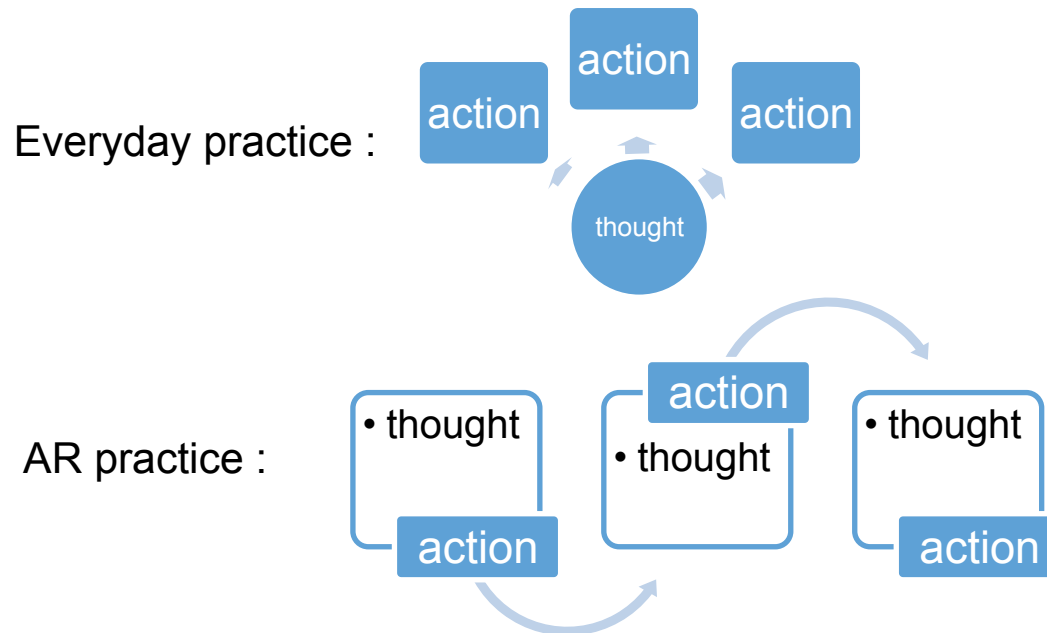 action
action
action
Everyday practice :
thought
action
• thought
• thought
• thought
AR practice :
action
action